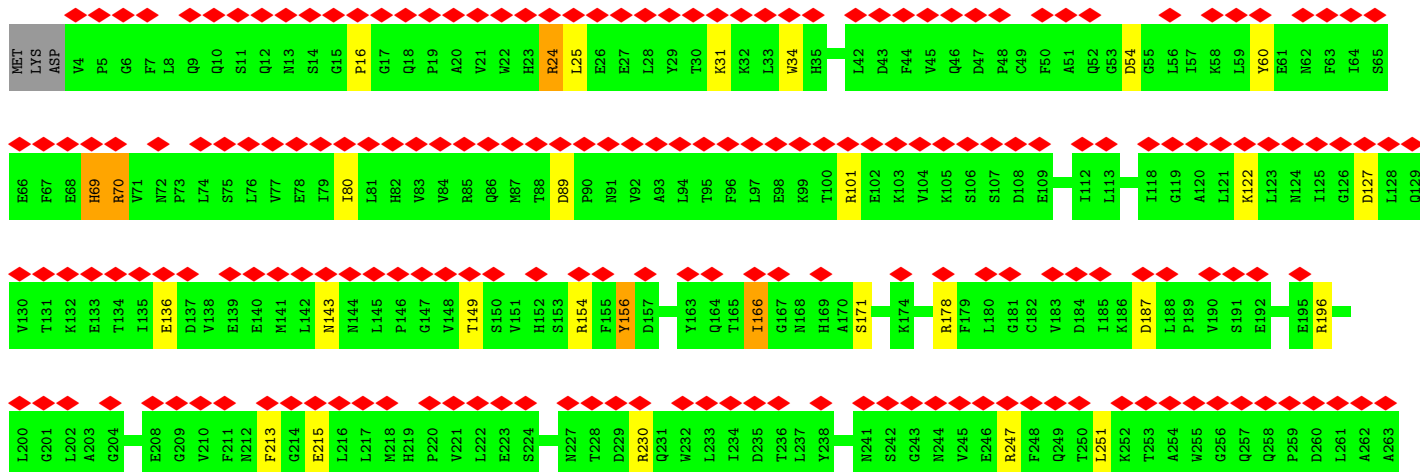 MET LYS ASP V4 P5 G6 F7 L8 Q9 Q10 S11 Q12 N13 S14 G15 P16 G17 Q18 P19 A20 V21 W22 H23 R24 L25 E26 E27 L28 Y29 T30 K31 K32 L33 W34 H35 L42 D43 F44 V45 Q46 D47 P48 C49 F50 A51 Q52 G53 D54 G55 L56 I57 K58 L59 Y60 E61 N62 F63 I64 S65
E66 F67 E68 H69 R70 V71 N72 P73 L74 S75 L76 V77 E78 I79 I80 L81 H82 V83 V84 R85 Q86 M87 T88 D89 P90 N91 V92 A93 L94 T95 F96 L97 E98 K99 T100 R101 E102 K103 V104 K105 S106 S107 D108 E109 I112 L113 I118 G119 A120 L121 K122 L123 N124 I125 G126 D127 L128 Q129
V130 T131 K132 E133 T134 I135 E136 D137 V138 E139 E140 M141 L142 N143 N144 L145 P146 G147 V148 T149 S150 V151 H152 S153 R154 F155 Y156 D157 Y163 Q164 T165 I166 G167 N168 H169 A170 S171 K174 R178 F179 L180 G181 C182 V183 D184 I185 K186 D187 L188 P189 V190 S191 E192 E195 R196
L200 G201 L202 A203 G204 E208 G209 V210 F211 N212 F213 G214 E215 L216 L217 M218 H219 P220 V221 L222 E223 S224 N227 T228 D229 R230 Q231 W232 L233 I234 D235 T236 L237 Y238 N241 S242 G243 N244 V245 E246 R247 F248 Q249 T250 L251 K252 T253 A254 W255 G256 Q257 Q258 P259 D260 L261 A262 A263